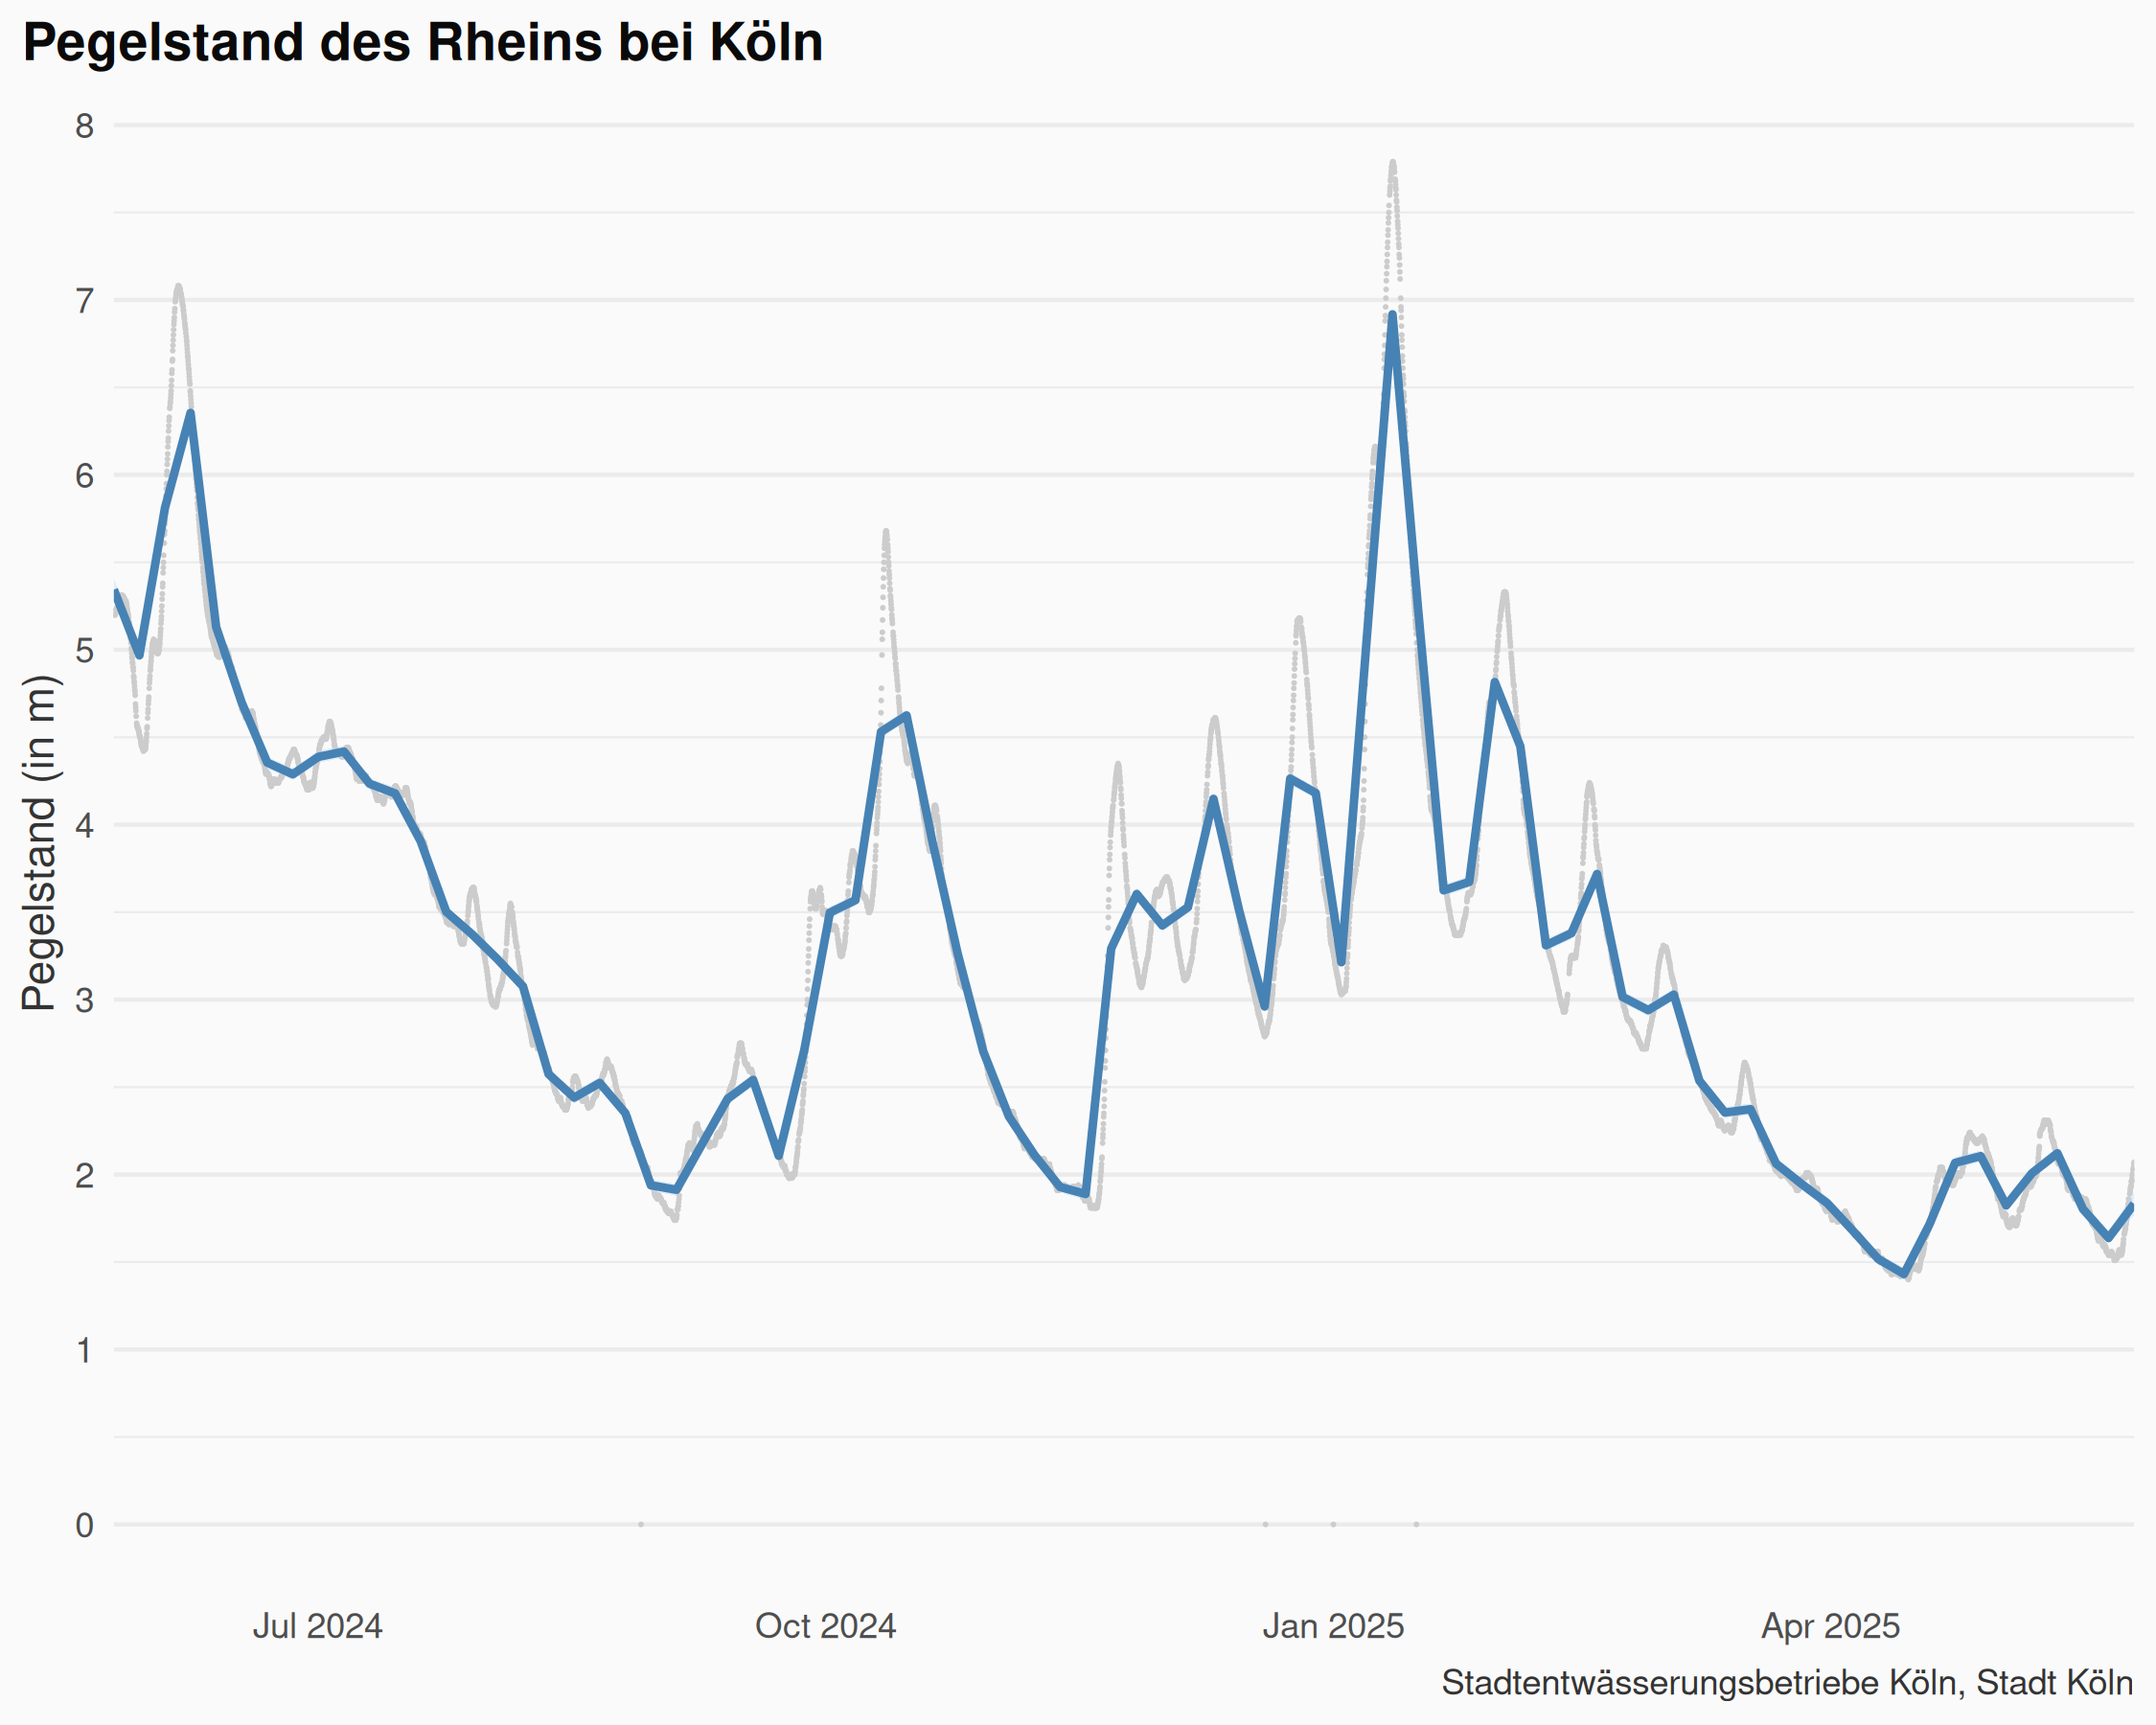 Pegelstand des Rheins bei Köln
Pegelstand (in m)
8
7
6
5
4
3
2
1
0
Jul 2024
Oct 2024
Jan 2025
Apr 2025
Stadtentwässerungsbetriebe Köln, Stadt Köln